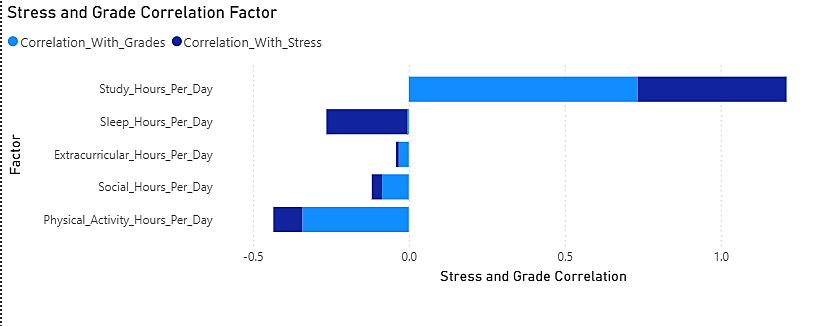 Stress and Grade Correlation Factor
Correlation_With_Grades Correlation_With_Stress
Factor
Study_Hours_Per_Day
Sleep_Hours_Per_Day
Extracurricular_Hours_Per_Day
Social_Hours_Per_Day
Physical_Activity_Hours_Per_Day
-0.5 0.0 0.5 1.0
Stress and Grade Correlation